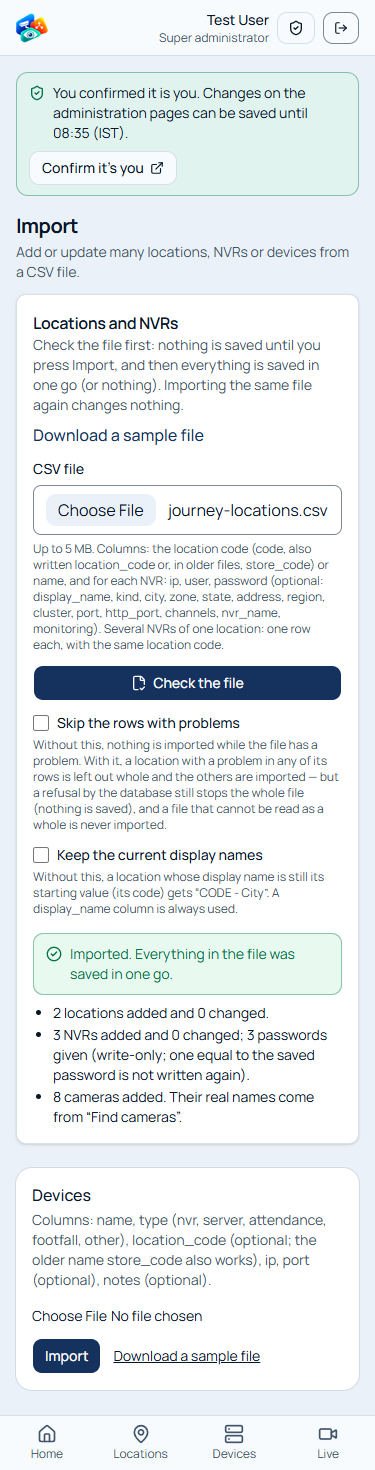 Test User
Super administrator
You confirmed it is you. Changes on the
administration pages can be saved until
08:35 (IST).
Confirm it's you
Import
Add or update many locations, NVRs or devices from
a CSV file.
Locations and NVRs
Check the file first: nothing is saved until you
press Import, and then everything is saved in
one go (or nothing). Importing the same file
again changes nothing.
Download a sample file
CSV file
Choose File journey-locations.csv
Up to 5 MB. Columns: the location code (code, also
written location_code or, in older files, store_code) or
name, and for each NVR: ip, user, password (optional:
display_name, kind, city, zone, state, address, region,
cluster, port, http_port, channels, nvr_name,
monitoring). Several NVRs of one location: one row
each, with the same location code.
Check the file
Skip the rows with problems
Without this, nothing is imported while the file has a
problem. With it, a location with a problem in any of its
rows is left out whole and the others are imported — but
a refusal by the database still stops the whole file
(nothing is saved), and a file that cannot be read as a
whole is never imported.
Keep the current display names
Without this, a location whose display name is still its
starting value (its code) gets “CODE - City”. A
display_name column is always used.
Imported. Everything in the file was
saved in one go.
• 2 locations added and 0 changed.
• 3 NVRs added and 0 changed; 3 passwords
given (write-only; one equal to the saved
password is not written again).
• 8 cameras added. Their real names come
from “Find cameras”.
Devices
Columns: name, type (nvr, server, attendance,
footfall, other), location_code (optional; the
older name store_code also works), ip, port
(optional), notes (optional).
Choose File No file chosen
Import Download a sample file
Home Locations Devices Live